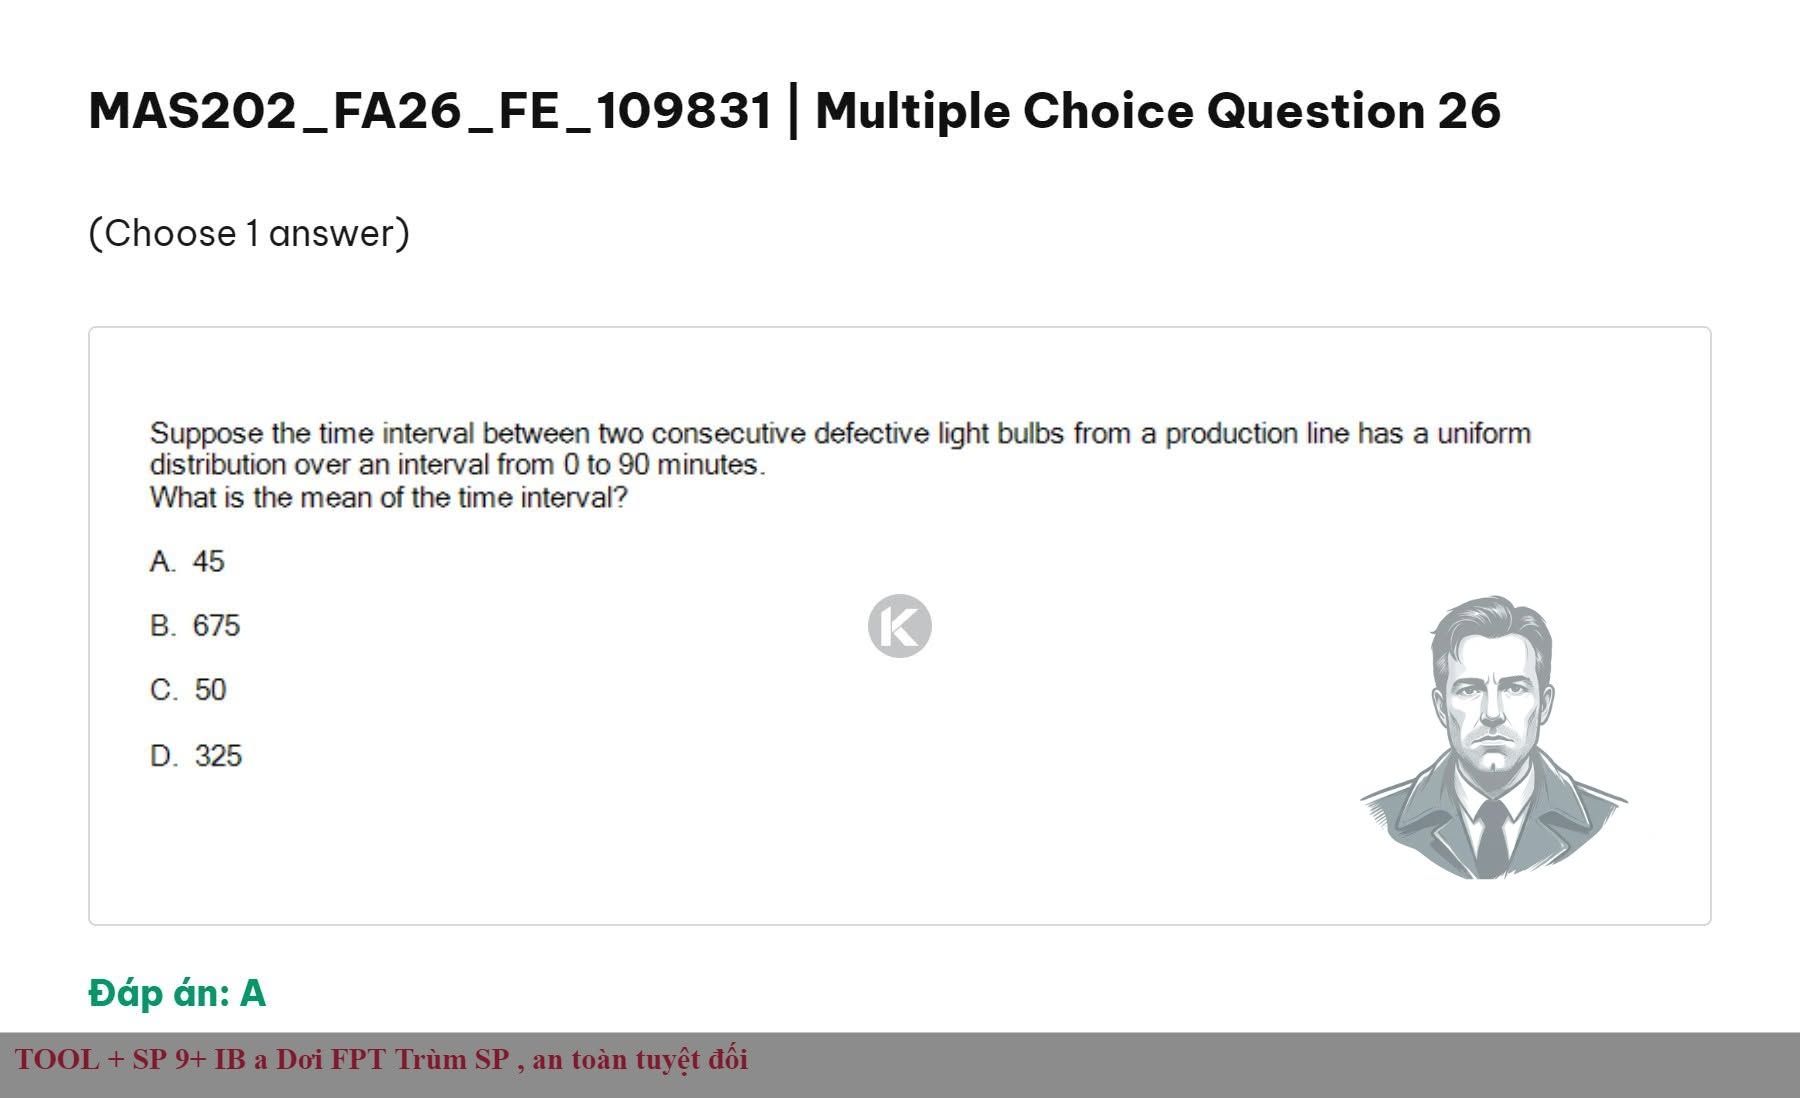 MAS202_FA26_FE_109831 | Multiple Choice Question 26
(Choose 1 answer)
Suppose the time interval between two consecutive defective light bulbs from a production line has a uniform
distribution over an interval from 0 to 90 minutes.
What is the mean of the time interval?
A. 45
B. 675
K
C. 50
D. 325
Đáp án: A
TOOL + SP 9+ IB a Dơi FPT Trùm SP , an toàn tuyệt đối